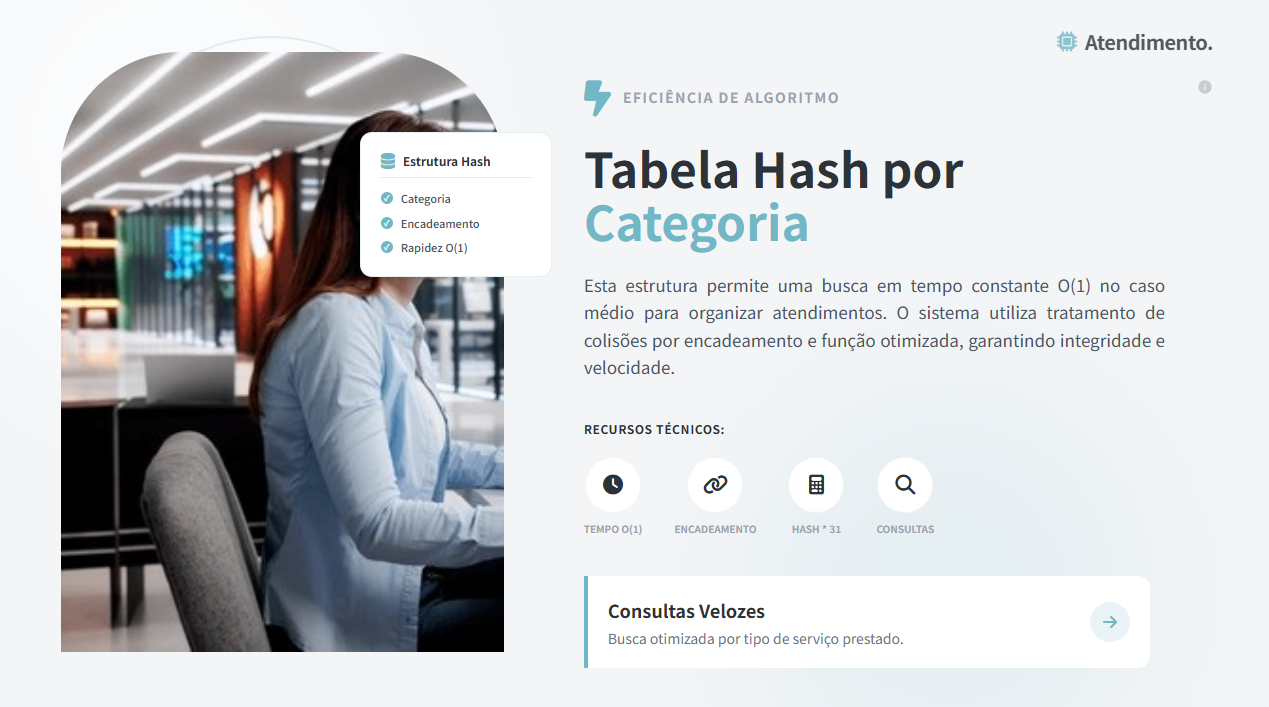 Atendimento.
EFICIÊNCIA DE ALGORITMO
Tabela Hash por
Categoria
Estrutura Hash
Categoria
Encadeamento
Rapidez O(1)
Esta estrutura permite uma busca em tempo constante O(1) no caso
médio para organizar atendimentos. O sistema utiliza tratamento de
colisões por encadeamento e função otimizada, garantindo integridade e
velocidade.
RECURSOS TÉCNICOS:
TEMPO O(1)
ENCADEAMENTO
HASH * 31
CONSULTAS
Consultas Velozes
Busca otimizada por tipo de serviço prestado.